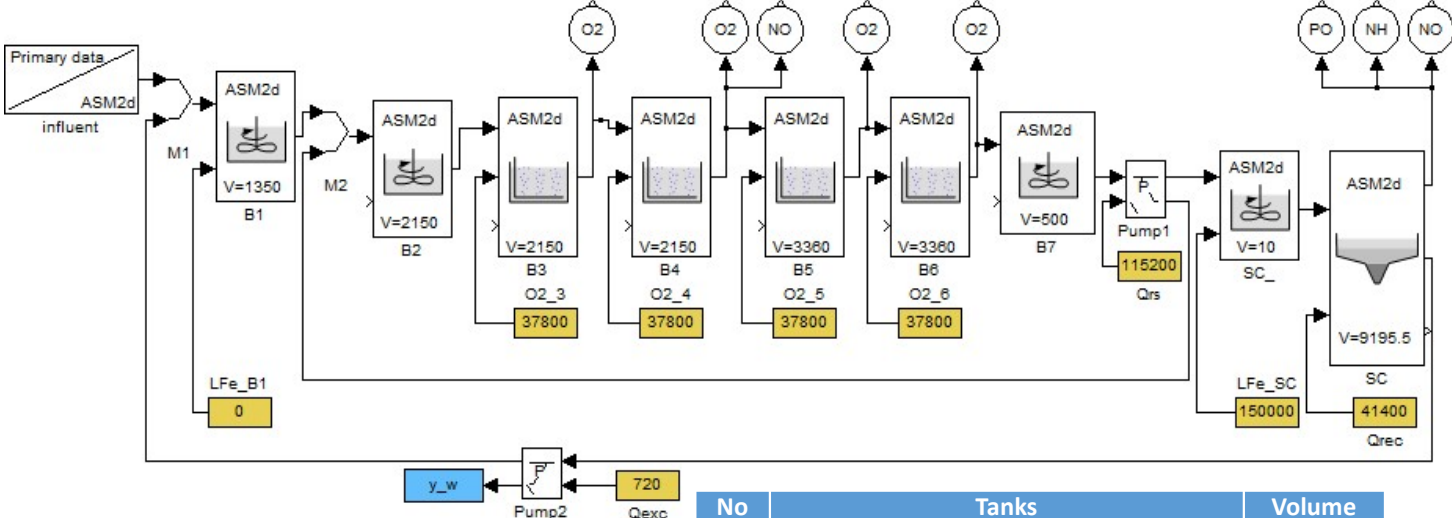 O2
O2
NO
O2
O2
PO
NH
NO
Primary data
ASM2d
influent
M1
ASM2d
V=1350
B1
M2
ASM2d
V=2150
B2
ASM2d
V=2150
B3
ASM2d
V=2150
B4
ASM2d
V=3360
B5
ASM2d
V=3360
B6
ASM2d
V=500
B7
P
Pump1
115200
Qrs
ASM2d
V=10
SC_
ASM2d
V=9195.5
SC
O2_3
37800
O2_4
37800
O2_5
37800
O2_6
37800
LFe_B1
0
LFe_SC
150000
41400
Qrec
y_w
P
Pump2
720
Qexc
No Tanks Volume